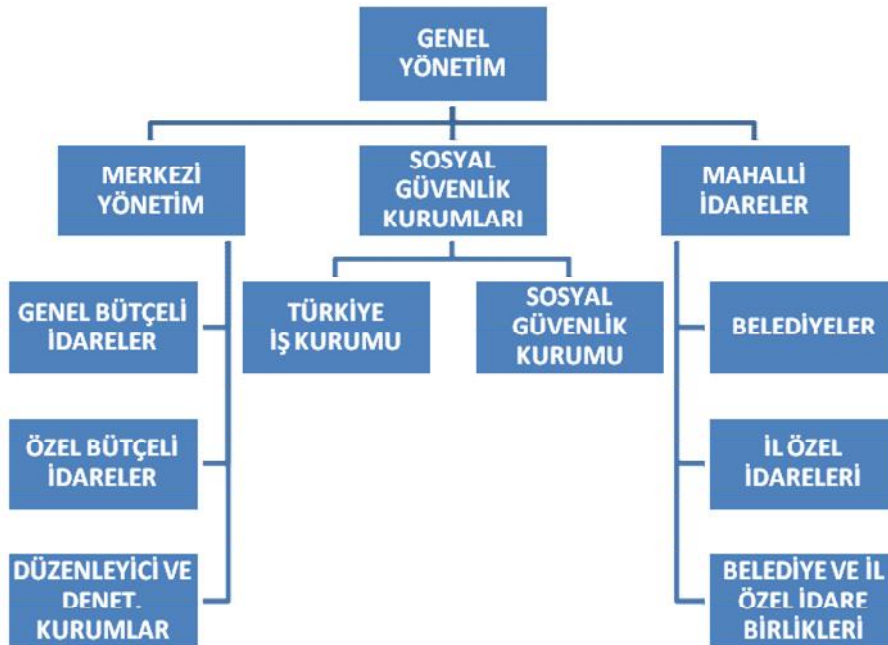 GENEL
YÖNETİM
MERKEZİ
YÖNETİM
SOSYAL
GÜVENLİK
KURUMLARI
MAHALLİ
İDARELER
GENEL BÜTÇELİ
İDARELER
TÜRKİYE
İŞ KURUMU
SOSYAL
GÜVENLİK
KURUMU
BELEDİYELER
ÖZEL BÜTÇELİ
İDARELER
İL ÖZEL
İDARELERİ
DÜZENLEYİCİ VE
DENET.
KURUMLAR
BELEDİYE VE İL
ÖZEL İDARE
BİRLİKLERİ